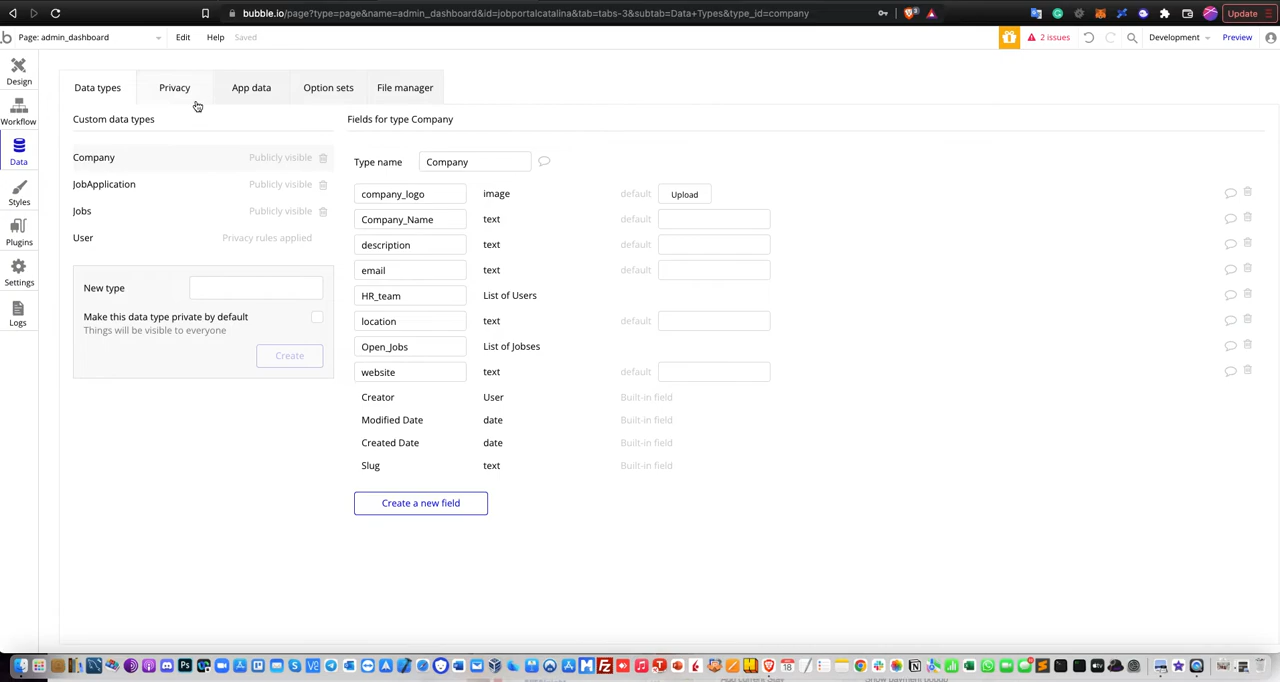 bubble.io/page?type=page&name=admin_dashboard&id=jobportalcatalina&tab=tabs-3&subtab=Data+Types&type_id=company
Update
Page: admin_dashboard
Edit
Help
Saved
2 issues
Development
Preview
Design
Workflow
Data
Styles
Plugins
Settings
Logs
Data types
Privacy
App data
Option sets
File manager
Custom data types
Company Publicly visible
JobApplication Publicly visible
Jobs Publicly visible
User Privacy rules applied
New type
Make this data type private by default
Things will be visible to everyone
Create
Fields for type Company
Type name Company
company_logo image default Upload
Company_Name text default
description text default
email text default
HR_team List of Users
location text default
Open_Jobs List of Jobses
website text default
Creator User Built-in field
Modified Date date Built-in field
Created Date date Built-in field
Slug text Built-in field
Create a new field